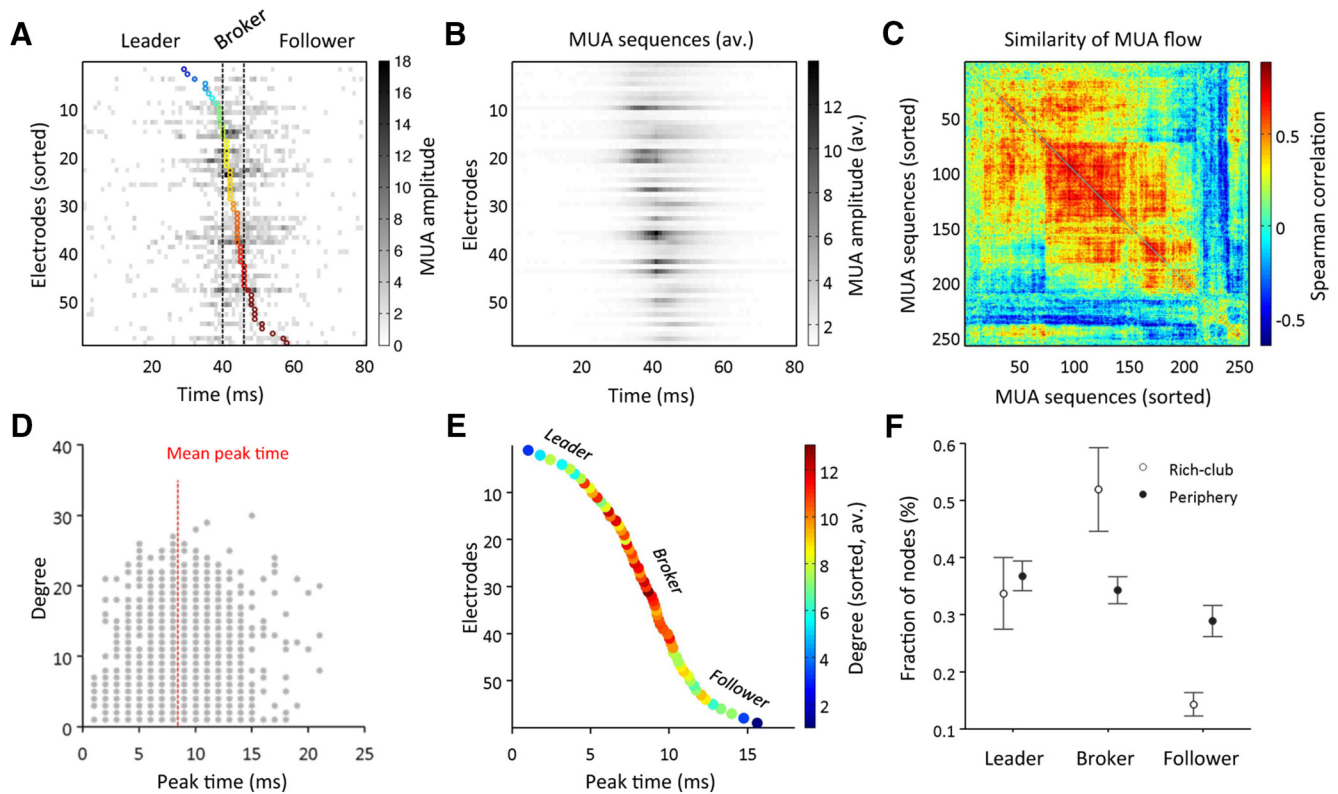 A
Leader
Broker
Follower
Electrodes (sorted)
10
20
30
40
50
20
40
60
80
Time (ms)
18
16
14
12
10
8
6
4
2
0
MUA amplitude
B
MUA sequences (av.)
Electrodes
10
20
30
40
50
20
40
60
80
Time (ms)
12
10
8
6
4
2
MUA amplitude (av.)
C
Similarity of MUA flow
MUA sequences (sorted)
50
100
150
200
250
50
100
150
200
250
MUA sequences (sorted)
0.5
0
-0.5
Spearman correlation
D
Mean peak time
Degree
40
30
20
10
0
0
5
10
15
20
25
Peak time (ms)
E
Leader
Broker
Follower
Electrodes
10
20
30
40
50
0
5
10
15
Peak time (ms)
12
10
8
6
4
2
Degree (sorted, av.)
F
Rich-club
Periphery
Fraction of nodes (%)
0.6
0.5
0.4
0.3
0.2
0.1
Leader
Broker
Follower